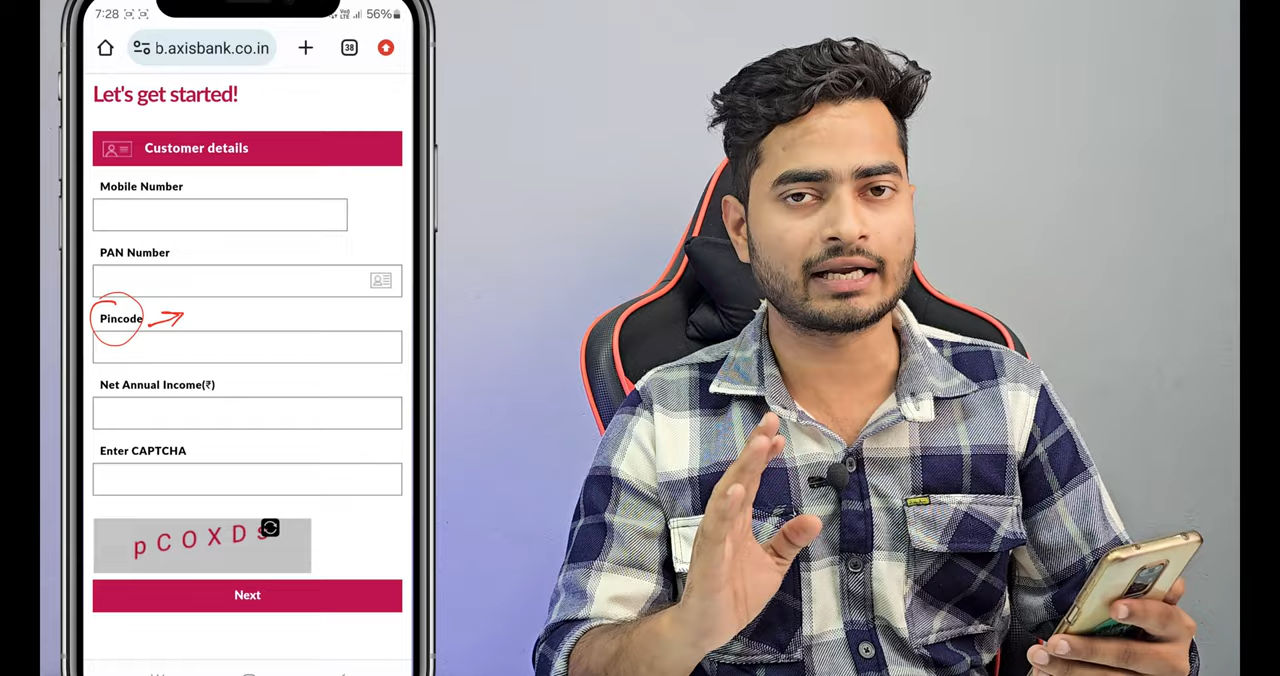 7:28
56%
b.axisbank.co.in
38
Let's get started!
Customer details
Mobile Number
PAN Number
Pincode
Net Annual Income(₹)
Enter CAPTCHA
p C O X D
Next